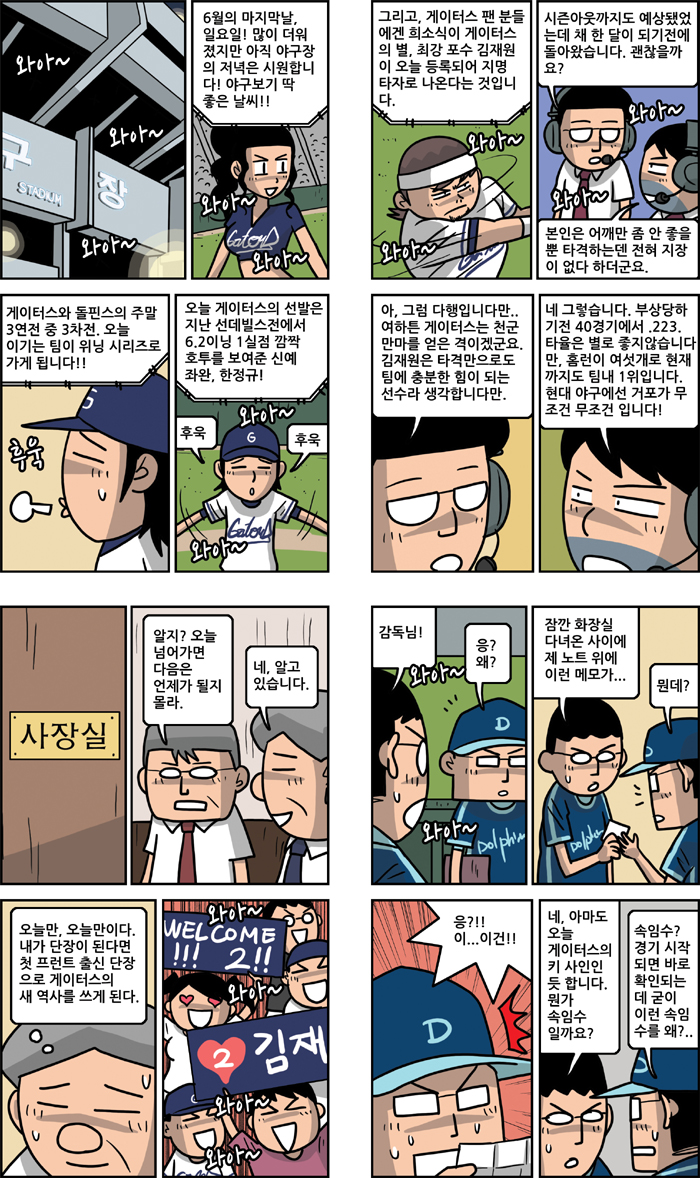 와아~
와아~
구
장
STADIUM
와아~
6월의 마지막날,
일요일! 많이 더워
졌지만 아직 야구장
의 저녁은 시원합니
다! 야구보기 딱
좋은 날씨!!
와아~
Gators
와아~
게이터스와 돌핀스의 주말
3연전 중 3차전. 오늘
이기는 팀이 위닝 시리즈로
가게 됩니다!!
G
후욱
오늘 게이터스의 선발은
지난 선데빌스전에서
6.2이닝 1실점 깜짝
호투를 보여준 신예
좌완, 한정규!
와아~
후욱
후욱
G
Gators
와아~
그리고, 게이터스 팬 분들
에겐 희소식이 게이터스
의 별, 최강 포수 김재원
이 오늘 등록되어 지명
타자로 나온다는 것입니
다.
와아~
와아~
시즌아웃까지도 예상됐었
는데 채 한 달이 되기전에
돌아왔습니다. 괜찮을까
요?
와아~
와아~
본인은 어깨만 좀 안 좋을
뿐 타격하는덴 전혀 지장
이 없다 하더군요.
아, 그럼 다행입니다만..
여하튼 게이터스는 천군
만마를 얻은 격이겠군요.
김재원은 타격만으로도
팀에 충분한 힘이 되는
선수라 생각합니다만.
네 그렇습니다. 부상당하
기전 40경기에서 .223.
타율은 별로 좋지않습니다
만, 홈런이 여섯개로 현재
까지도 팀내 1위입니다.
현대 야구에선 거포가 무
조건 무조건 입니다!
사장실
알지? 오늘
넘어가면
다음은
언제가 될지
몰라.
네, 알고
있습니다.
오늘만, 오늘만이다.
내가 단장이 된다면
첫 프런트 출신 단장
으로 게이터스의
새 역사를 쓰게 된다.
와아~
WELCOME
!!! 2!!
와아~
2 김재
와아~
와아~
감독님!
와아~
응?
왜?
D
와아~
Dolphin
잠깐 화장실
다녀온 사이에
제 노트 위에
이런 메모가...
뭔데?
D
Dolphin
응?!!
이...이건!!
D
네, 아마도
오늘
게이터스의
키 사인인
듯 합니다.
뭔가
속임수
일까요?
속임수?
경기 시작
되면 바로
확인되는
데 굳이
이런 속임
수를 왜?..